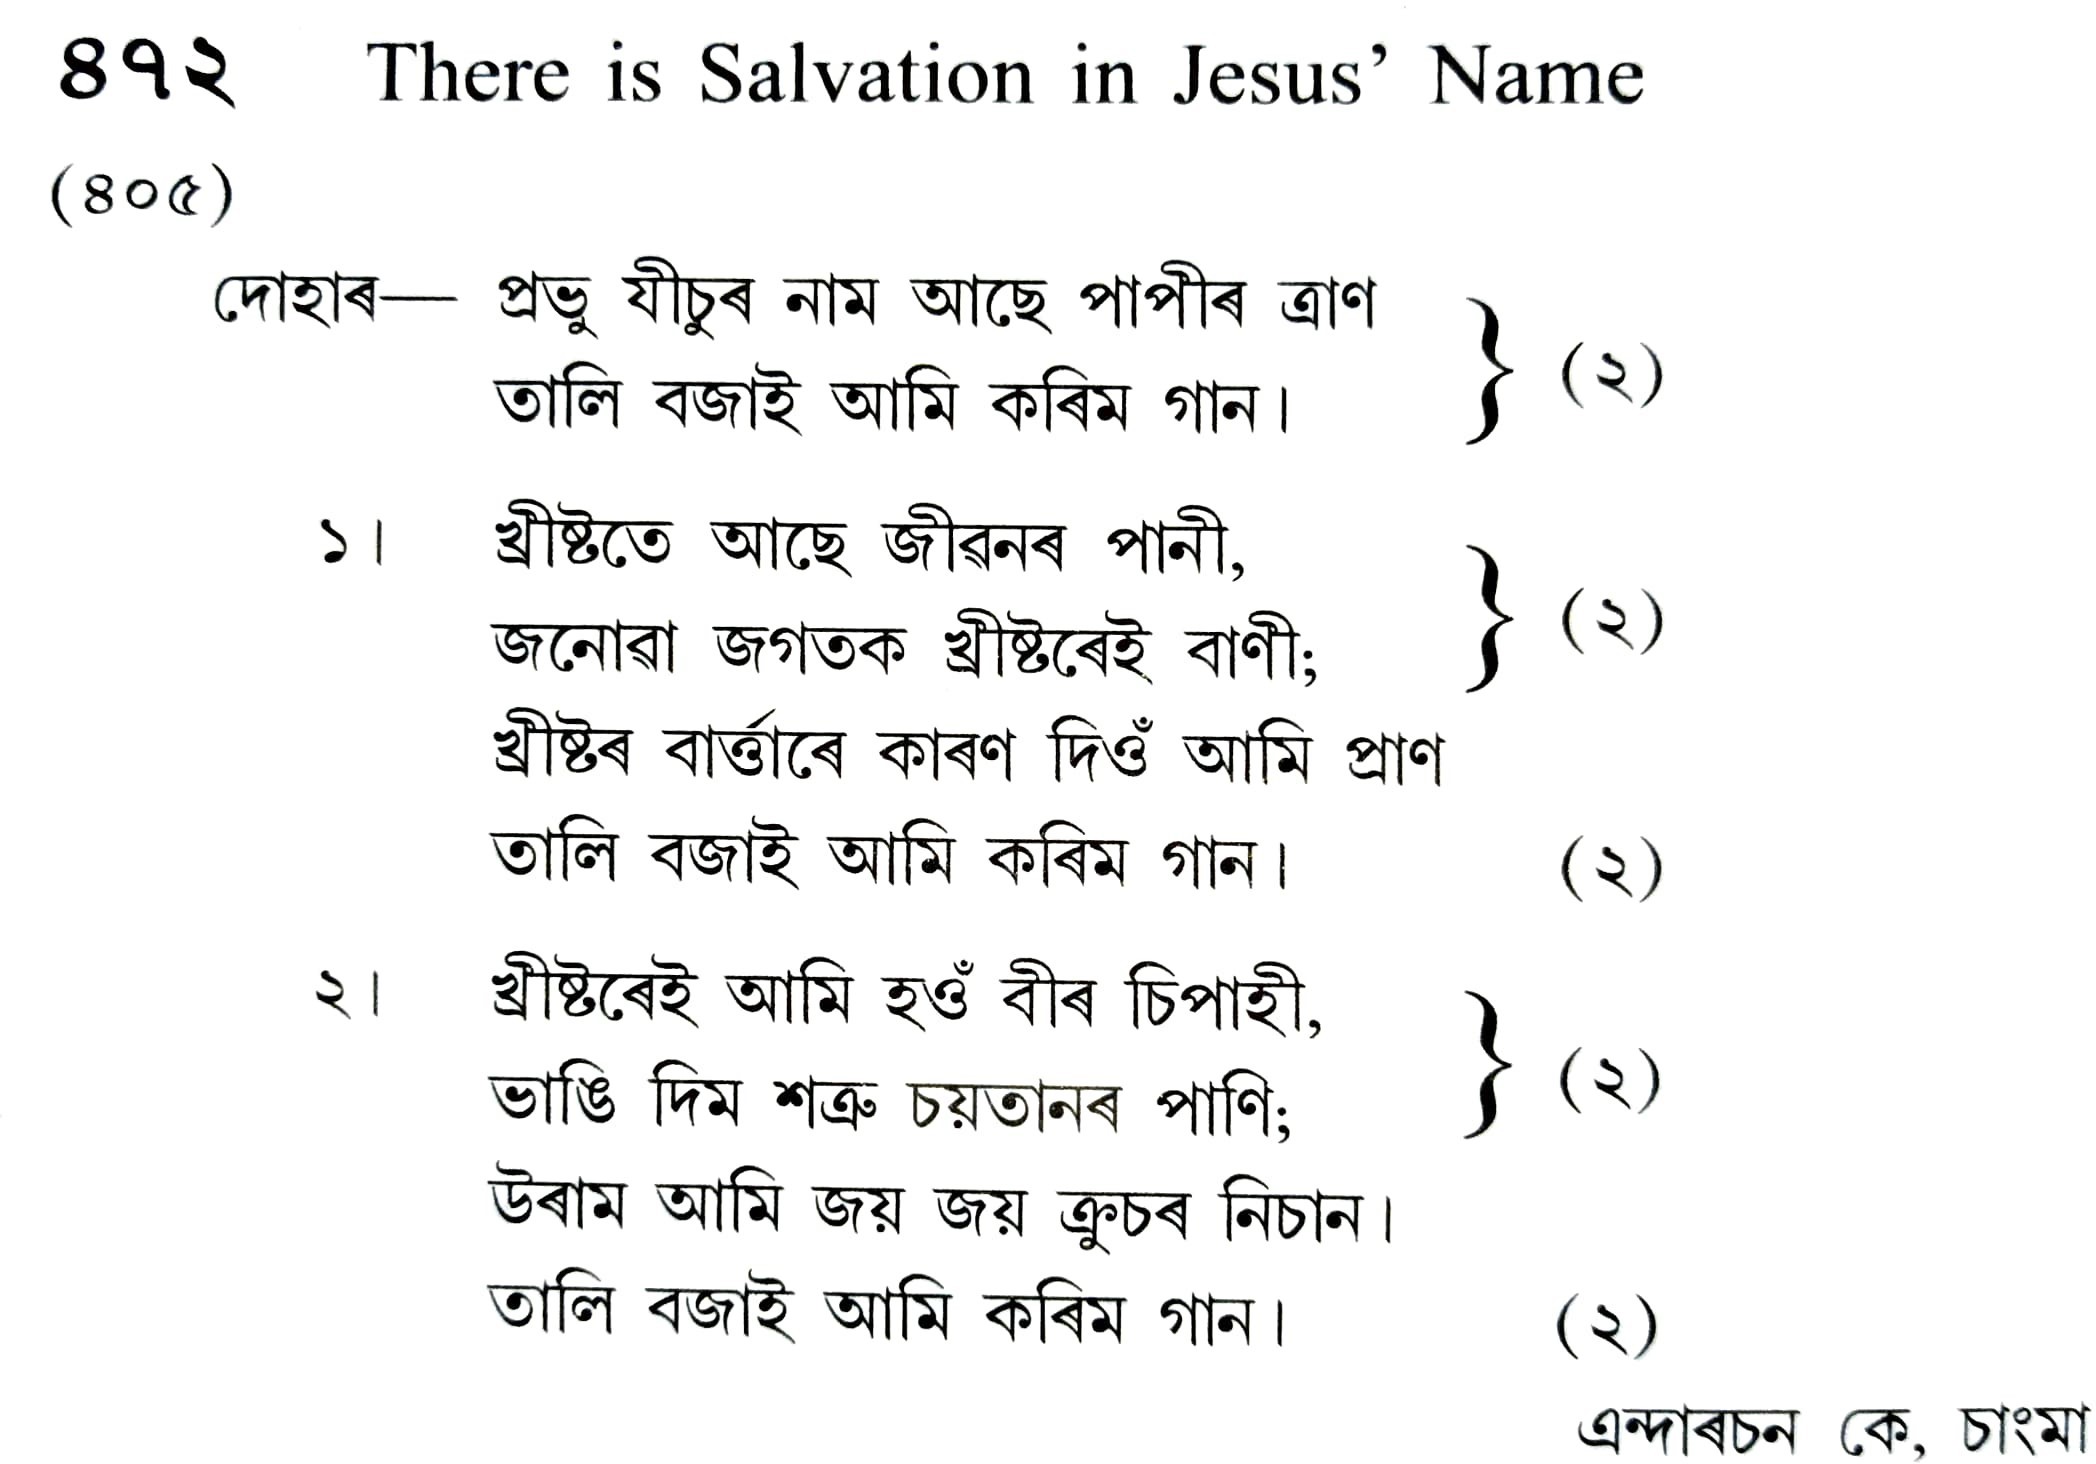 ৪৭২ There is Salvation in Jesus’ Name
(৪০৫)
দোহাৰ— প্ৰভু যীচুৰ নাম আছে পাপীৰ ত্ৰাণ
তালি বজাই আমি কৰিম গান। } (২)
১। খ্ৰীষ্টতে আছে জীৱনৰ পানী,
জনোৱা জগতক খ্ৰীষ্টৰেই বাণী; } (২)
খ্ৰীষ্টৰ বাৰ্ত্তাৰে কাৰণ দিওঁ আমি প্ৰাণ
তালি বজাই আমি কৰিম গান। (২)
২। খ্ৰীষ্টৰেই আমি হওঁ বীৰ চিপাহী,
ভাঙি দিম শত্ৰু চয়তানৰ পাণি; } (২)
উৰাম আমি জয় জয় ক্ৰুচৰ নিচান।
তালি বজাই আমি কৰিম গান। (২)
এন্দাৰচন কে, চাংমা